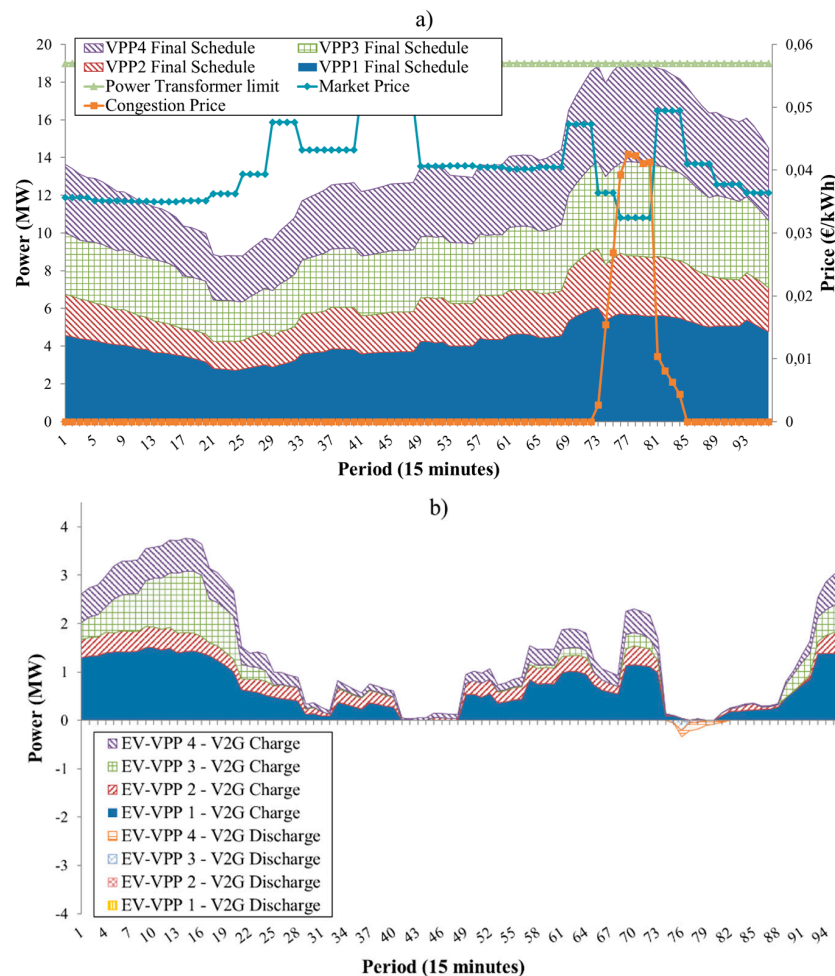 a)
VPP4 Final Schedule VPP3 Final Schedule
VPP2 Final Schedule VPP1 Final Schedule
Power Transformer limit Market Price
Congestion Price
Power (MW)
20
18
16
14
12
10
8
6
4
2
0
0,06
0,05
0,04
0,03
0,02
0,01
0
Price (€/kWh)
1 5 9 13 17 21 25 29 33 37 41 45 49 53 57 61 65 69 73 77 81 85 89 93
Period (15 minutes)
b)
Power (MW)
4
3
2
1
0
-1
-2
-3
-4
EV-VPP 4 - V2G Charge
EV-VPP 3 - V2G Charge
EV-VPP 2 - V2G Charge
EV-VPP 1 - V2G Charge
EV-VPP 4 - V2G Discharge
EV-VPP 3 - V2G Discharge
EV-VPP 2 - V2G Discharge
EV-VPP 1 - V2G Discharge
1 4 7 10 13 16 19 22 25 28 31 34 37 40 43 46 49 52 55 58 61 64 67 70 73 76 79 82 85 88 91 94
Period (15 minutes)